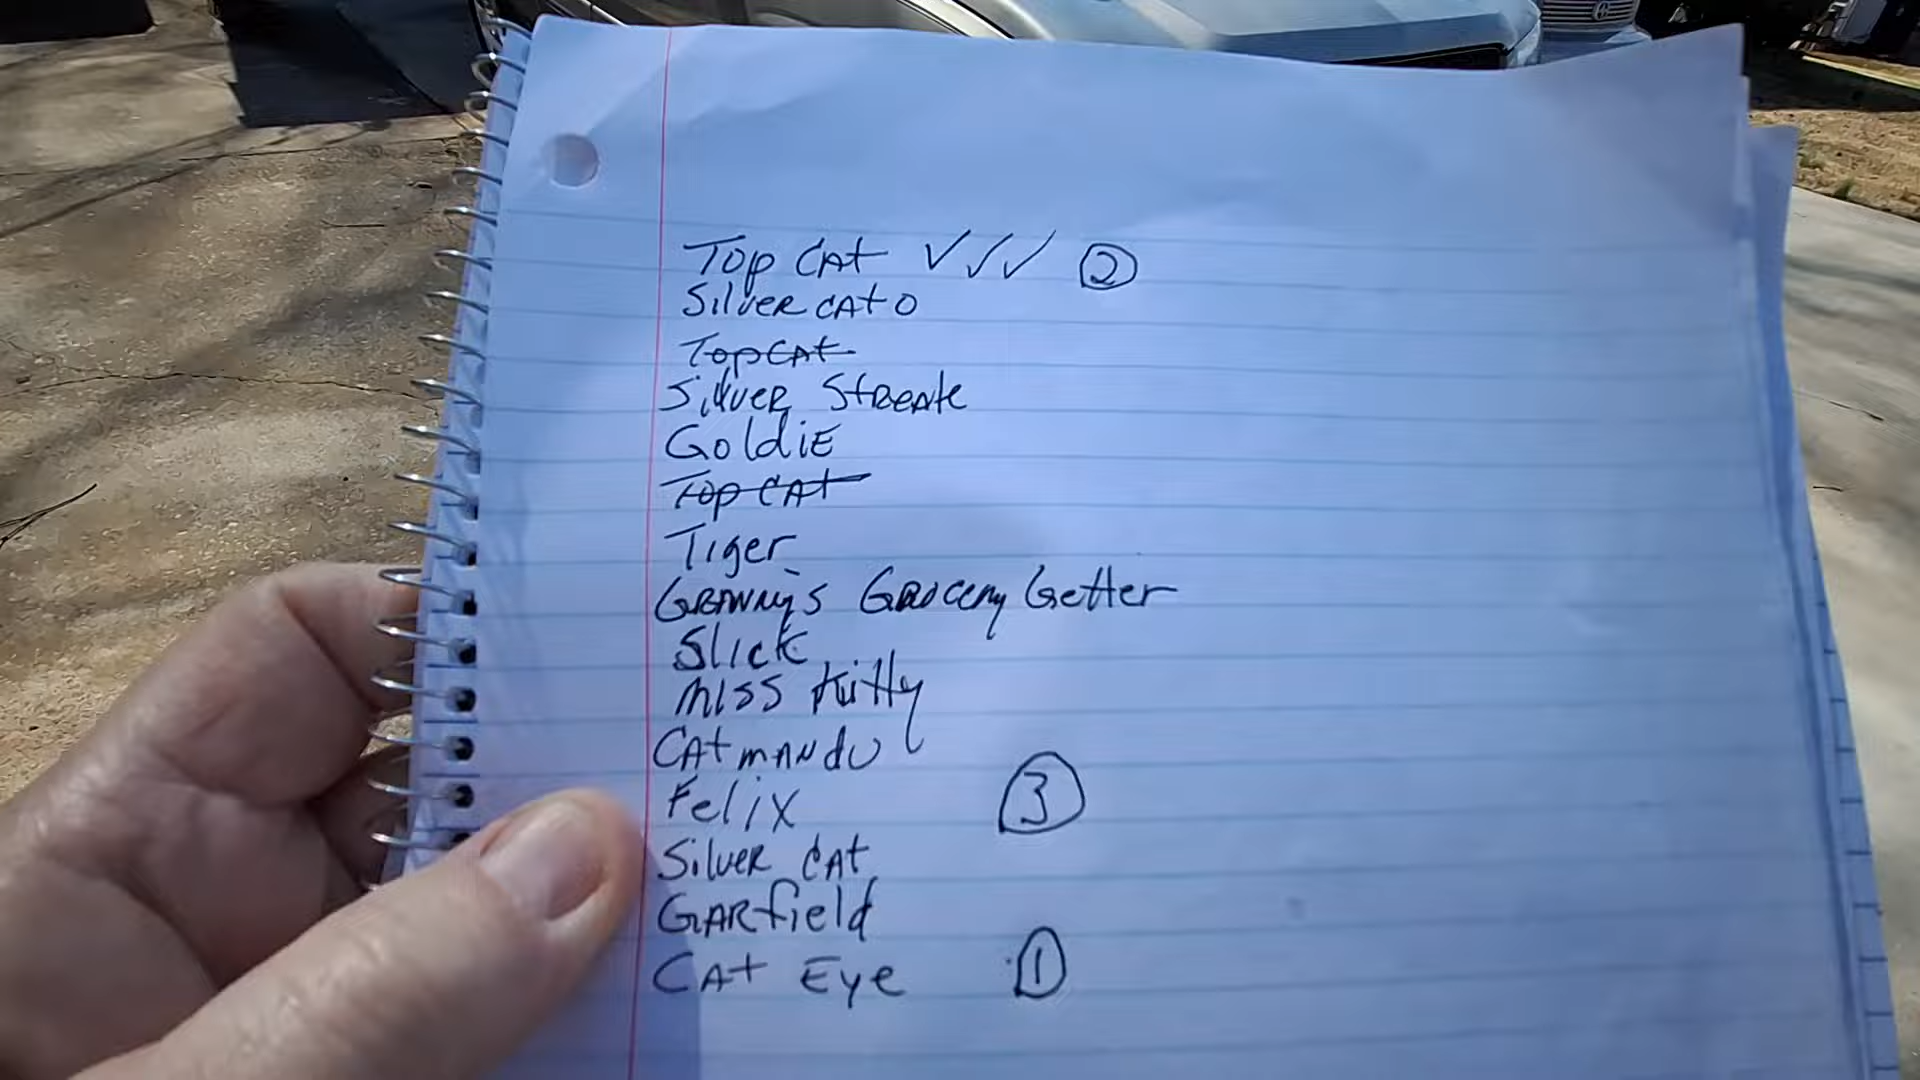 Top Cat ✓✓✓ ②
Silver Cat O
Top Cat
Silver Streak
Goldie
Top Cat
Tiger
Granny's Grocery Getter
Slick
Miss Kitty
Catmandu
Felix ③
Silver Cat
Garfield
Cat Eye ①